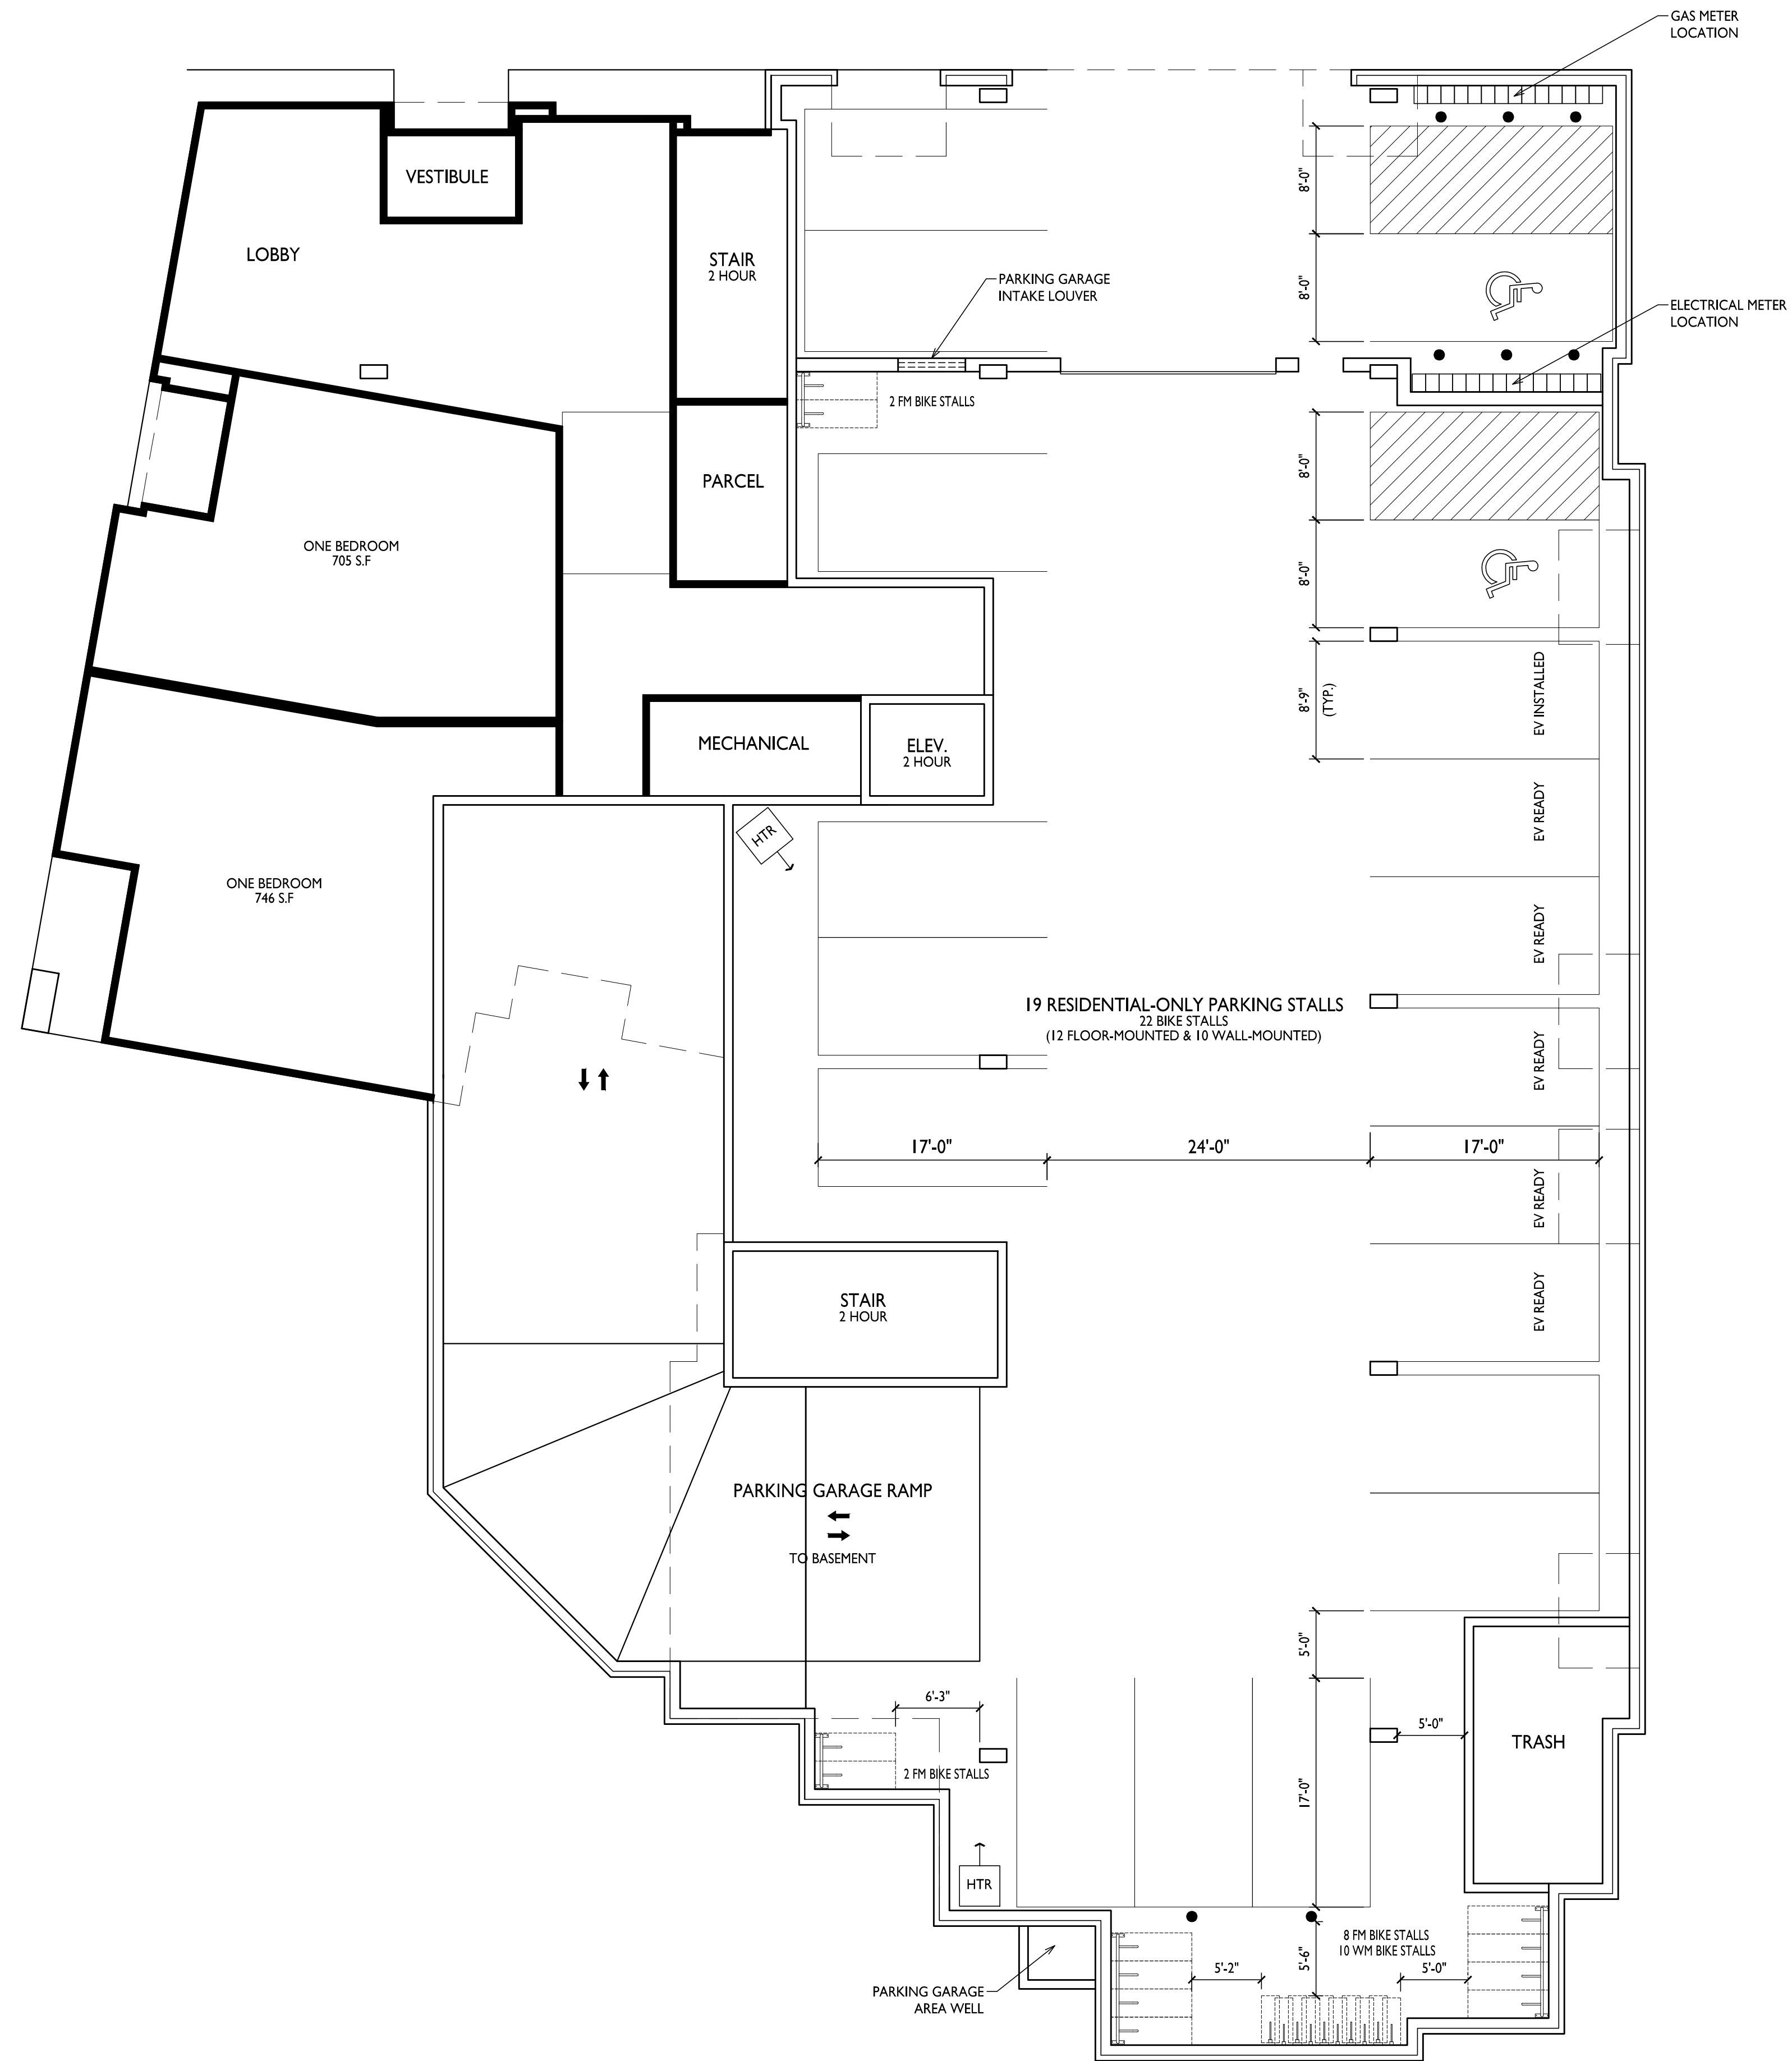 GAS METER
LOCATION
VESTIBULE
8'-0"
LOBBY
STAIR
2 HOUR
PARKING GARAGE
INTAKE LOUVER
8'-0"
ELECTRICAL METER
LOCATION
2 FM BIKE STALLS
8'-0"
PARCEL
ONE BEDROOM
705 S.F
8'-0"
8'-9"
(TYP.)
EV INSTALLED
MECHANICAL
ELEV.
2 HOUR
HTR
EV READY
ONE BEDROOM
746 S.F
EV READY
19 RESIDENTIAL-ONLY PARKING STALLS
22 BIKE STALLS
(12 FLOOR-MOUNTED & 10 WALL-MOUNTED)
EV READY
17'-0"
24'-0"
17'-0"
EV READY
STAIR
2 HOUR
EV READY
PARKING GARAGE RAMP
TO BASEMENT
5'-0"
6'-3"
5'-0"
TRASH
2 FM BIKE STALLS
17'-0"
HTR
8 FM BIKE STALLS
10 WM BIKE STALLS
5'-6"
5'-2"
5'-0"
PARKING GARAGE
AREA WELL